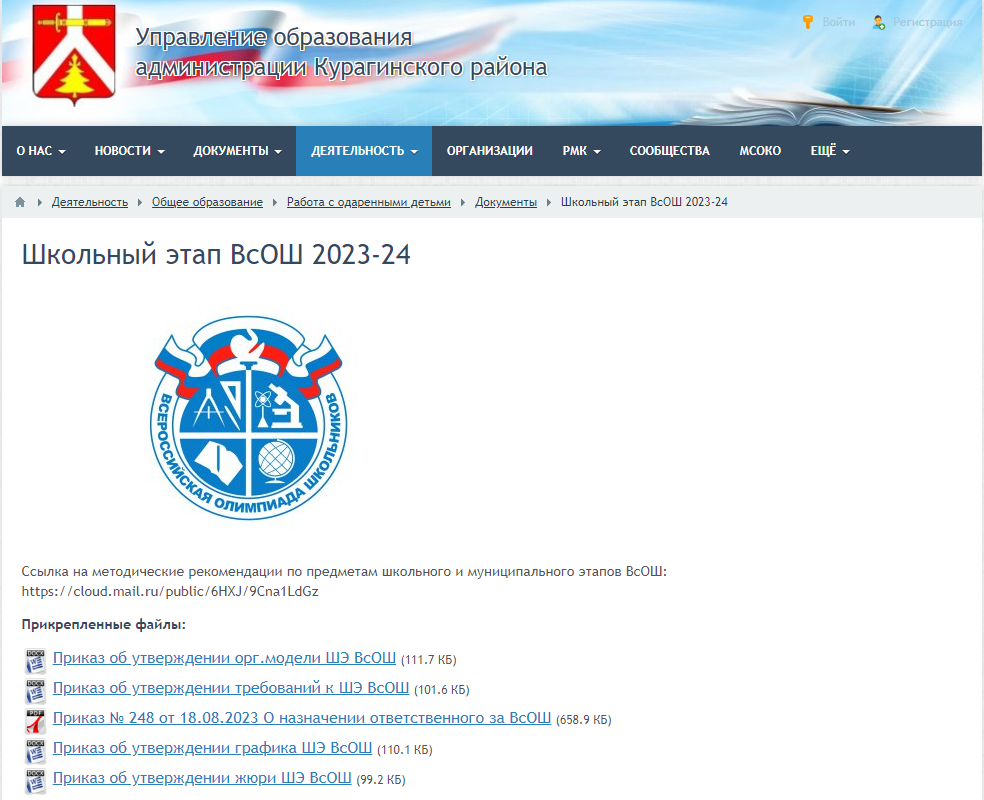 Управление образования
администрации Курагинского района
Войти Регистрация
О НАС НОВОСТИ ДОКУМЕНТЫ ДЕЯТЕЛЬНОСТЬ ОРГАНИЗАЦИИ РМК СООБЩЕСТВА МСОКО ЕЩЁ
Деятельность Общее образование Работа с одаренными детьми Документы Школьный этап ВсОШ 2023-24
Школьный этап ВсОШ 2023-24
ВСЕРОССИЙСКАЯ ОЛИМПИАДА ШКОЛЬНИКОВ
Ссылка на методические рекомендации по предметам школьного и муниципального этапов ВсОШ:
https://cloud.mail.ru/public/6HXJ/9Cna1LdGz
Прикрепленные файлы:
DOCX Приказ об утверждении орг.модели ШЭ ВсОШ (111.7 КБ)
DOCX Приказ об утверждении требований к ШЭ ВсОШ (101.6 КБ)
PDF Приказ № 248 от 18.08.2023 О назначении ответственного за ВсОШ (658.9 КБ)
DOCX Приказ об утверждении графика ШЭ ВсОШ (110.1 КБ)
DOCX Приказ об утверждении жюри ШЭ ВсОШ (99.2 КБ)